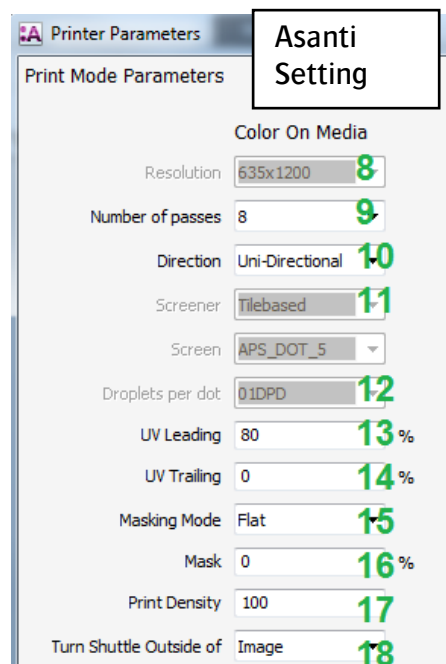 :A Printer Parameters
Asanti
Setting
Print Mode Parameters
Color On Media
Resolution 635x1200 8
Number of passes 8 9
Direction Uni-Directional 10
Screener Tilebased 11
Screen APS_DOT_5
Droplets per dot 01DPD 12
UV Leading 80 13 %
UV Trailing 0 14 %
Masking Mode Flat 15
Mask 0 16 %
Print Density 100 17
Turn Shuttle Outside of Image 18